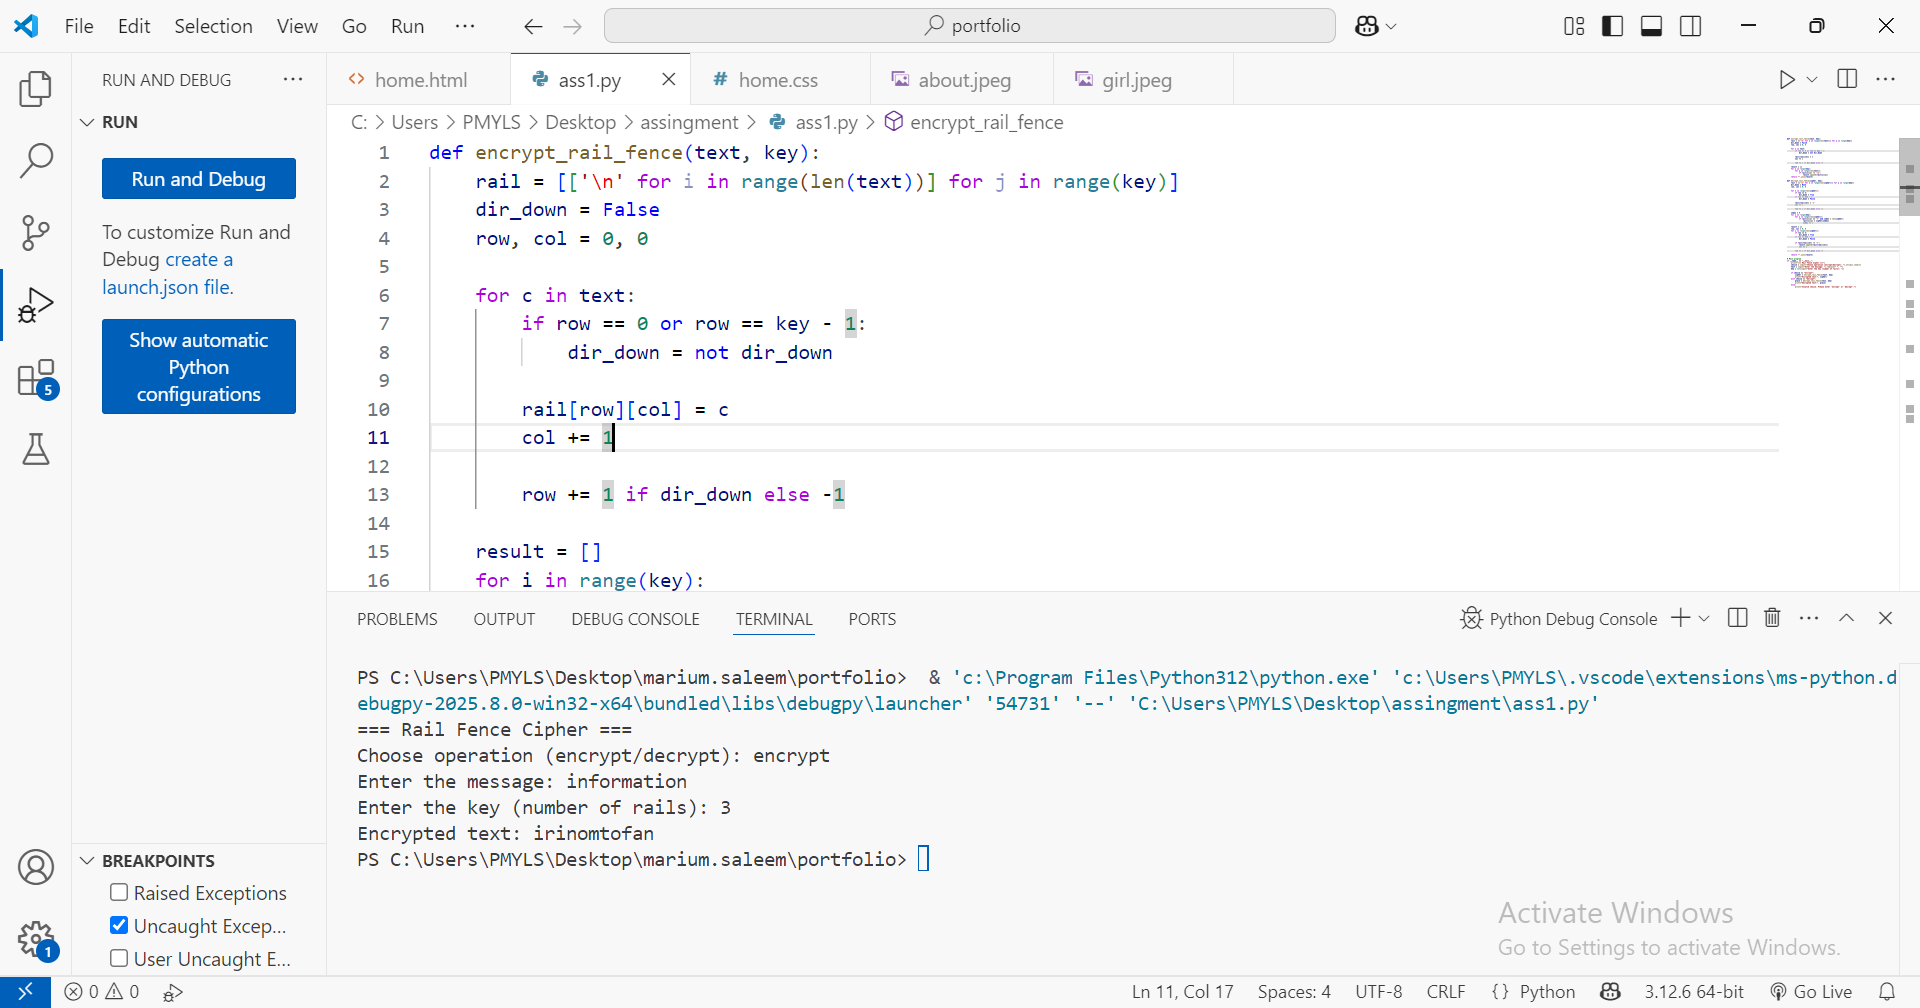 File Edit Selection View Go Run ··· portfolio
RUN AND DEBUG ···
RUN
Run and Debug
To customize Run and
Debug create a
launch.json file.
Show automatic
Python
configurations
5
home.html ass1.py # home.css about.jpeg girl.jpeg
C: > Users > PMYLS > Desktop > assingment > ass1.py > encrypt_rail_fence
1 def encrypt_rail_fence(text, key):
2 rail = [['\n' for i in range(len(text))] for j in range(key)]
3 dir_down = False
4 row, col = 0, 0
5
6 for c in text:
7 if row == 0 or row == key - 1:
8 dir_down = not dir_down
9
10 rail[row][col] = c
11 col += 1
12
13 row += 1 if dir_down else -1
14
15 result = []
16 for i in range(key):
PROBLEMS OUTPUT DEBUG CONSOLE TERMINAL PORTS Python Debug Console
PS C:\Users\PMYLS\Desktop\marium.saleem\portfolio>  & 'c:\Program Files\Python312\python.exe' 'c:\Users\PMYLS\.vscode\extensions\ms-python.d
ebugpy-2025.8.0-win32-x64\bundled\libs\debugpy\launcher' '54731' '--' 'C:\Users\PMYLS\Desktop\assingment\ass1.py'
=== Rail Fence Cipher ===
Choose operation (encrypt/decrypt): encrypt
Enter the message: information
Enter the key (number of rails): 3
Encrypted text: irinomtofan
PS C:\Users\PMYLS\Desktop\marium.saleem\portfolio>
BREAKPOINTS
Raised Exceptions
Uncaught Excep...
User Uncaught E...
1
Activate Windows
Go to Settings to activate Windows.
0 0 Ln 11, Col 17 Spaces: 4 UTF-8 CRLF {} Python 3.12.6 64-bit Go Live